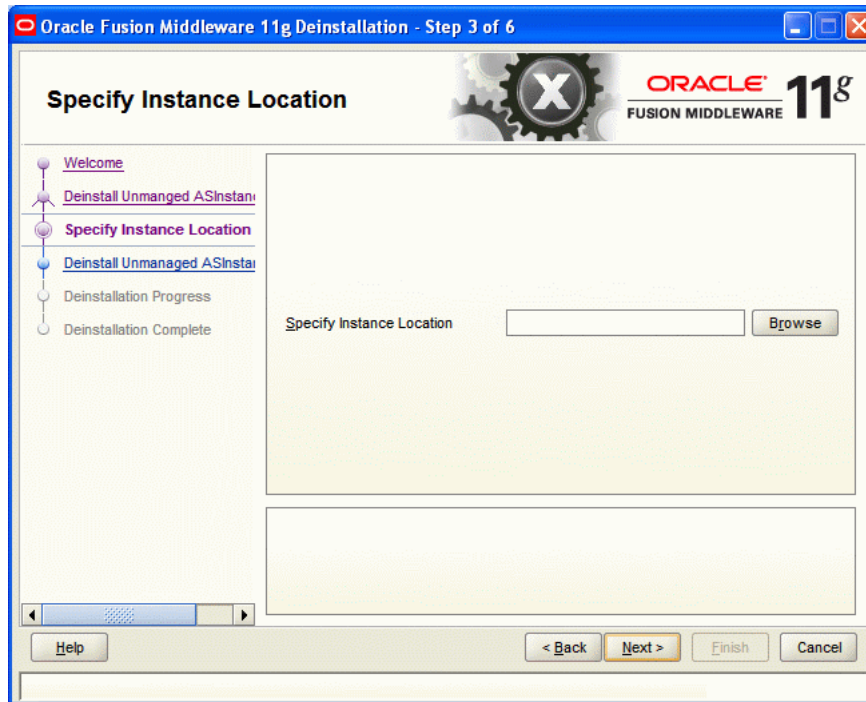 Oracle Fusion Middleware 11g Deinstallation - Step 3 of 6
Specify Instance Location
X
ORACLE
FUSION MIDDLEWARE
11g
Welcome
Deinstall Unmanged ASInstan
Specify Instance Location
Deinstall Unmanaged ASInstan
Deinstallation Progress
Deinstallation Complete
Specify Instance Location
Browse
Help
< Back
Next >
Finish
Cancel